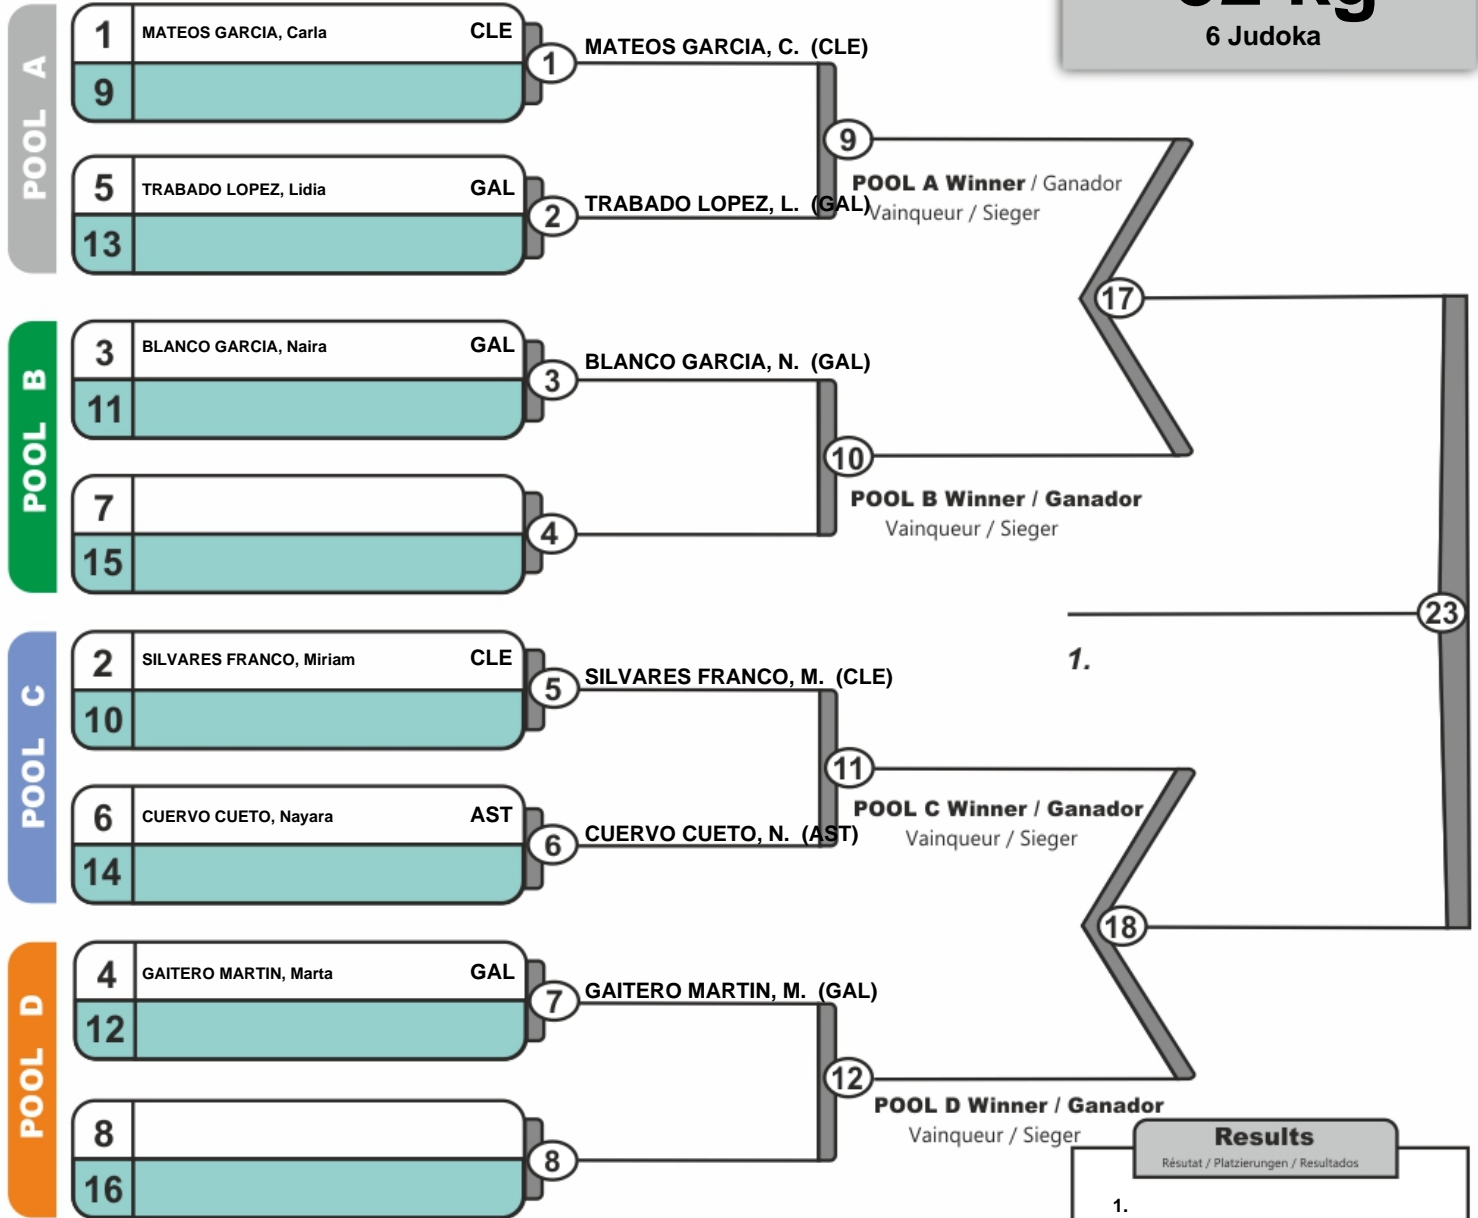 6 Judoka
POOL A
1 MATEOS GARCIA, Carla CLE
9
1
MATEOS GARCIA, C. (CLE)
5 TRABADO LOPEZ, Lidia GAL
13
2
TRABADO LOPEZ, L. (GAL)
9
POOL A Winner / Ganador
Vainqueur / Sieger
POOL B
3 BLANCO GARCIA, Naira GAL
11
3
BLANCO GARCIA, N. (GAL)
7
15
4
10
POOL B Winner / Ganador
Vainqueur / Sieger
17
23
1.
POOL C
2 SILVARES FRANCO, Miriam CLE
10
5
SILVARES FRANCO, M. (CLE)
6 CUERVO CUETO, Nayara AST
14
6
CUERVO CUETO, N. (AST)
11
POOL C Winner / Ganador
Vainqueur / Sieger
18
POOL D
4 GAITERO MARTIN, Marta GAL
12
7
GAITERO MARTIN, M. (GAL)
8
16
8
12
POOL D Winner / Ganador
Vainqueur / Sieger
Results
Résutat / Platzierungen / Resultados
1.